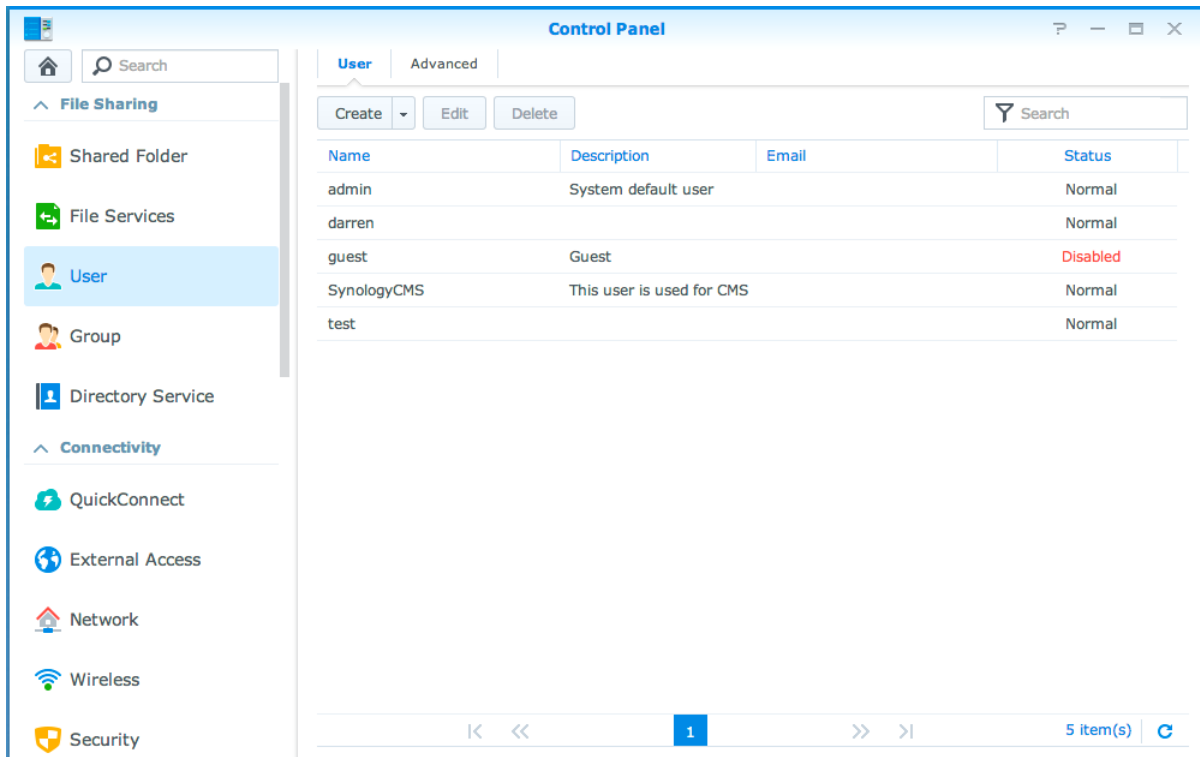 Control Panel
Search
File Sharing
Shared Folder
File Services
User
Group
Directory Service
Connectivity
QuickConnect
External Access
Network
Wireless
Security
User Advanced
Create Edit Delete Search
Name Description Email Status
admin System default user Normal
darren Normal
guest Guest Disabled
SynologyCMS This user is used for CMS Normal
test Normal
1 5 item(s)